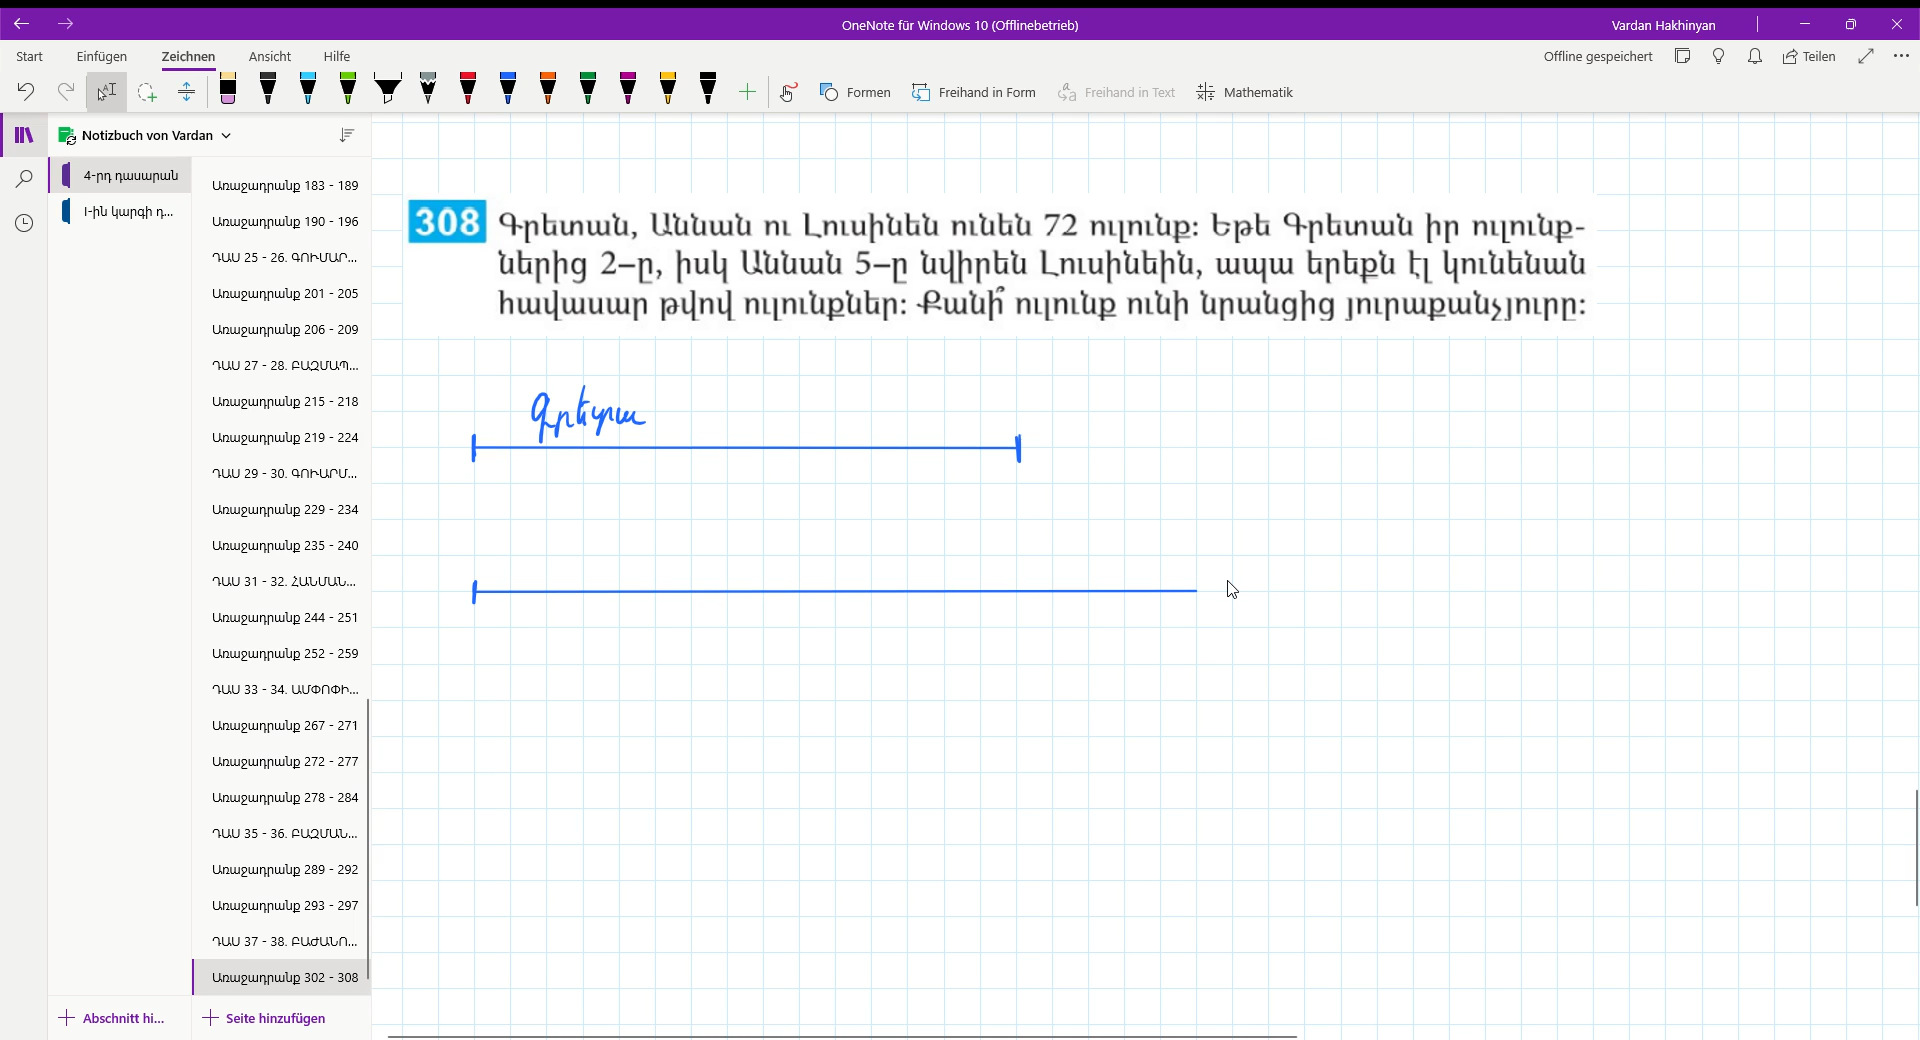 OneNote für Windows 10 (Offlinebetrieb)
Vardan Hakhinyan
Start Einfügen Zeichnen Ansicht Hilfe
Offline gespeichert Teilen
Formen Freihand in Form Freihand in Text Mathematik
Notizbuch von Vardan
4-րդ դասարան
I-ին կարգի դ...
Առաջադրանք 183 - 189
Առաջադրանք 190 - 196
ԴԱՍ 25 - 26. ԳՈՒՄԱՐ...
Առաջադրանք 201 - 205
Առաջադրանք 206 - 209
ԴԱՍ 27 - 28. ԲԱԶՄԱՊ...
Առաջադրանք 215 - 218
Առաջադրանք 219 - 224
ԴԱՍ 29 - 30. ԳՈՒԱՐՄ...
Առաջադրանք 229 - 234
Առաջադրանք 235 - 240
ԴԱՍ 31 - 32. ՀԱՆՄԱՆ...
Առաջադրանք 244 - 251
Առաջադրանք 252 - 259
ԴԱՍ 33 - 34. ԱՄՓՈՓԻ...
Առաջադրանք 267 - 271
Առաջադրանք 272 - 277
Առաջադրանք 278 - 284
ԴԱՍ 35 - 36. ԲԱԶՄԱՆ...
Առաջադրանք 289 - 292
Առաջադրանք 293 - 297
ԴԱՍ 37 - 38. ԲԱԺԱՆՈ...
Առաջադրանք 302 - 308
Abschnitt hi...
Seite hinzufügen
308 Գրետան, Աննան ու Լուսինեն ունեն 72 ուլունք: Եթե Գրետան իր ուլունք-
ներից 2–ը, իսկ Աննան 5–ը նվիրեն Լուսինեին, ապա երեքն էլ կունենան
հավասար թվով ուլունքներ: Քանի՞ ուլունք ունի նրանցից յուրաքանչյուրը:
Գրետա